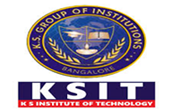 K.S. GROUP OF INSTITUTIONS
BANGALORE
KSIT
K S INSTITUTE OF TECHNOLOGY